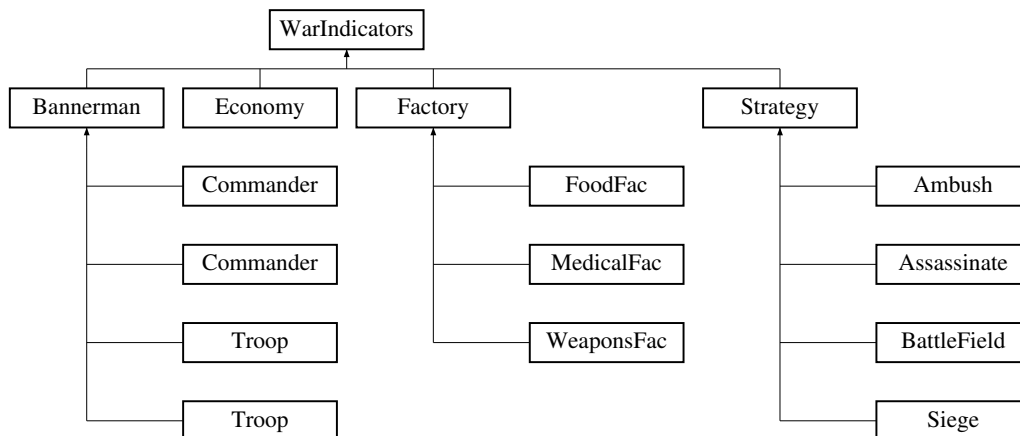 WarIndicators
Bannerman
Economy
Factory
Strategy
Commander
FoodFac
Ambush
Commander
MedicalFac
Assassinate
Troop
WeaponsFac
BattleField
Troop
Siege